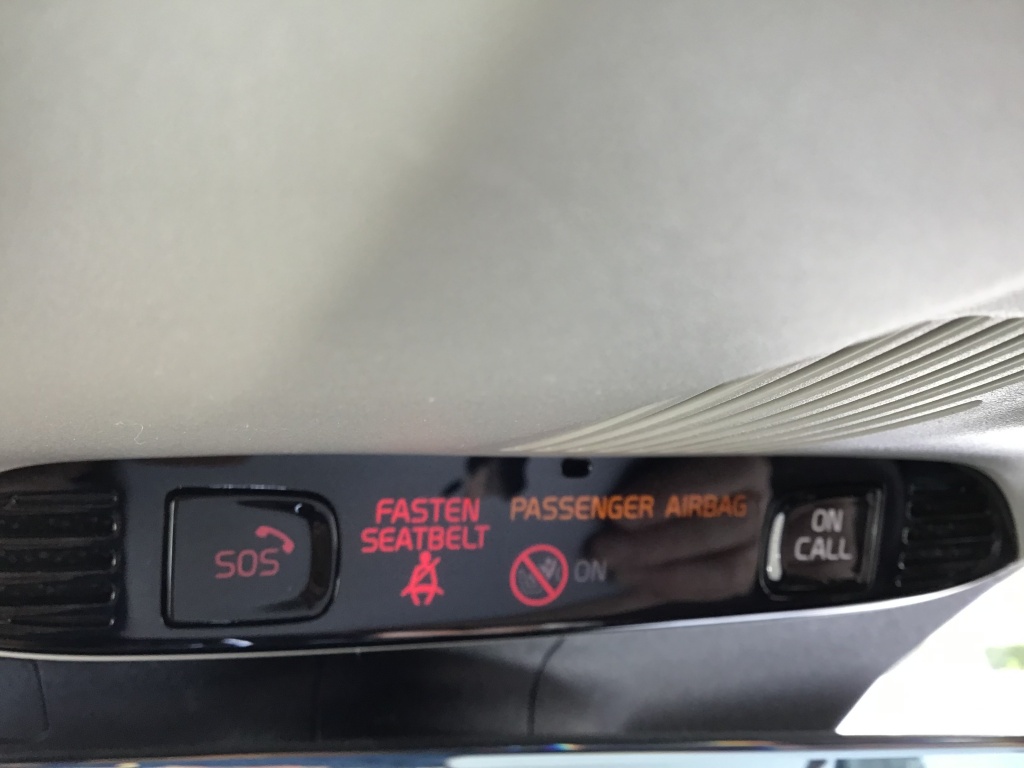 SOS
FASTEN
SEATBELT
PASSENGER AIRBAG
ON
ON
CALL